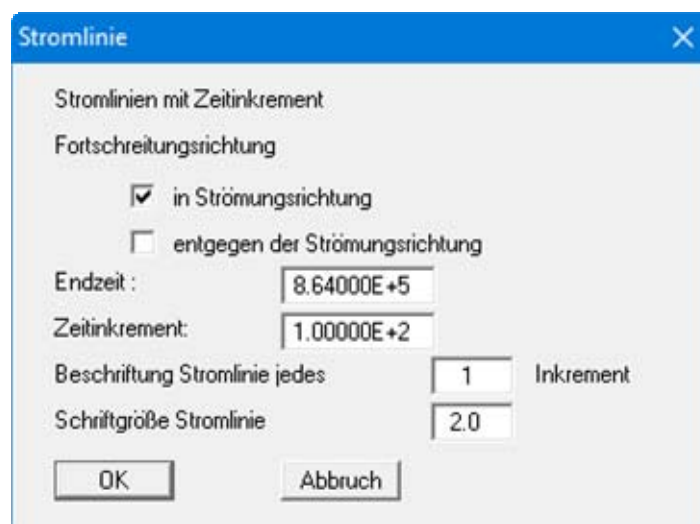 Stromlinie
Stromlinien mit Zeitinkrement
Fortschreitungsrichtung
in Strömungsrichtung
entgegen der Strömungsrichtung
Endzeit : 8.64000E+5
Zeitinkrement: 1.00000E+2
Beschriftung Stromlinie jedes 1 Inkrement
Schriftgröße Stromlinie 2.0
OK Abbruch